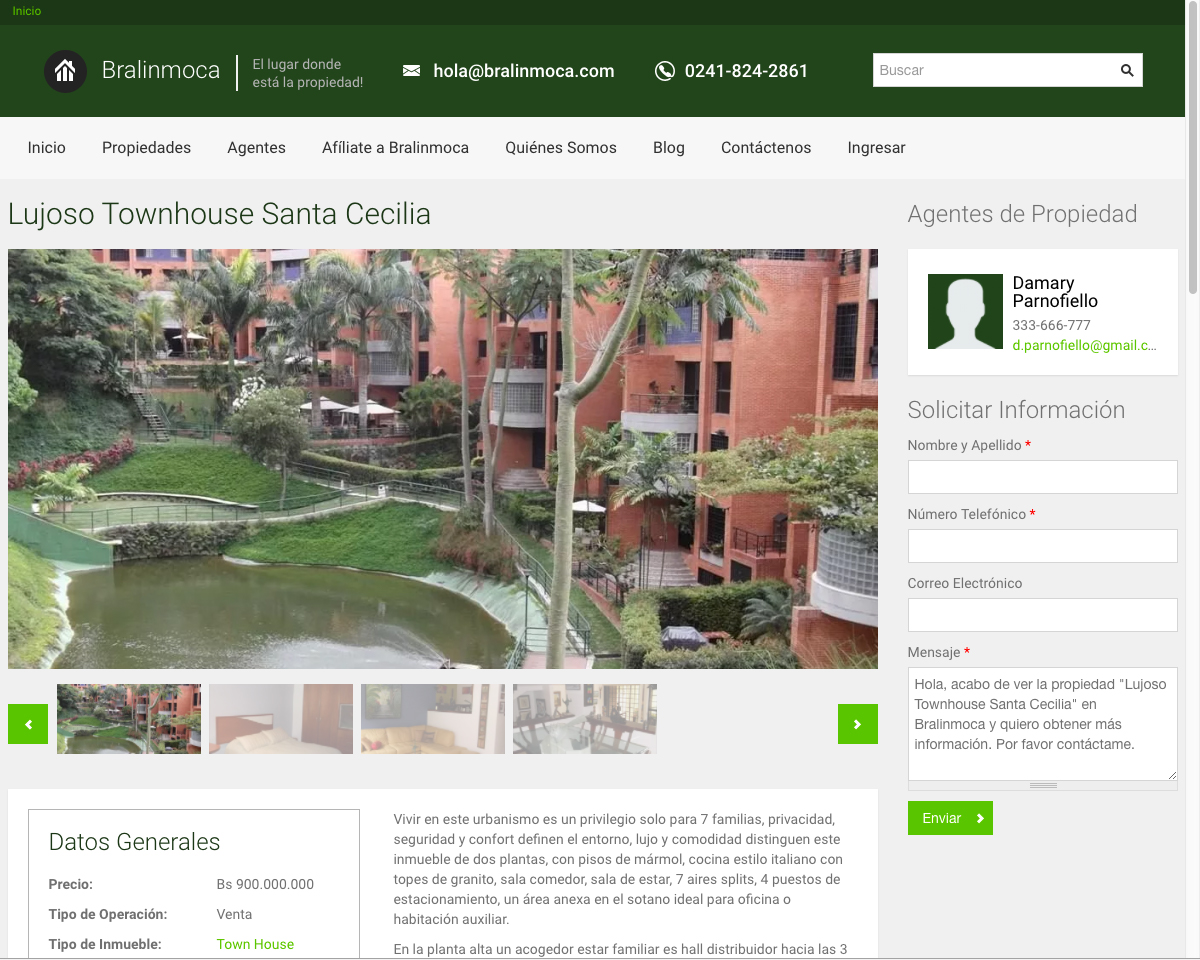 Inicio
Bralinmoca
El lugar donde
está la propiedad!
hola@bralinmoca.com
0241-824-2861
Buscar
Inicio
Propiedades
Agentes
Afíliate a Bralinmoca
Quiénes Somos
Blog
Contáctenos
Ingresar
Lujoso Townhouse Santa Cecilia
Agentes de Propiedad
Damary
Parnofiello
333-666-777
d.parnofiello@gmail.c...
Solicitar Información
Nombre y Apellido *
Número Telefónico *
Correo Electrónico
Mensaje *
Hola, acabo de ver la propiedad "Lujoso
Townhouse Santa Cecilia" en
Bralinmoca y quiero obtener más
información. Por favor contáctame.
Enviar
Datos Generales
Precio: Bs 900.000.000
Tipo de Operación: Venta
Tipo de Inmueble: Town House
Vivir en este urbanismo es un privilegio solo para 7 familias, privacidad,
seguridad y confort definen el entorno, lujo y comodidad distinguen este
inmueble de dos plantas, con pisos de mármol, cocina estilo italiano con
topes de granito, sala comedor, sala de estar, 7 aires splits, 4 puestos de
estacionamiento, un área anexa en el sotano ideal para oficina o
habitación auxiliar.
En la planta alta un acogedor estar familiar es hall distribuidor hacia las 3